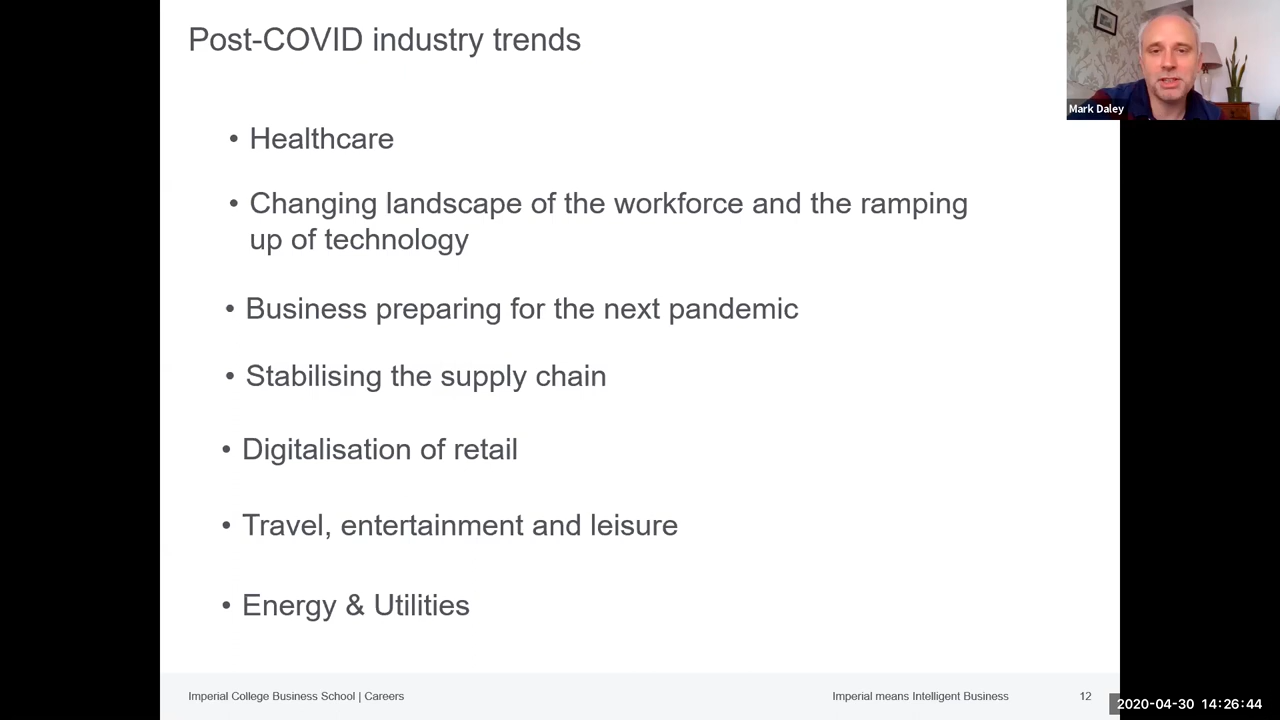 Post-COVID industry trends
Mark Daley
• Healthcare
• Changing landscape of the workforce and the ramping
up of technology
• Business preparing for the next pandemic
• Stabilising the supply chain
• Digitalisation of retail
• Travel, entertainment and leisure
• Energy & Utilities
Imperial College Business School | Careers
Imperial means Intelligent Business
12
2020-04-30 14:26:44